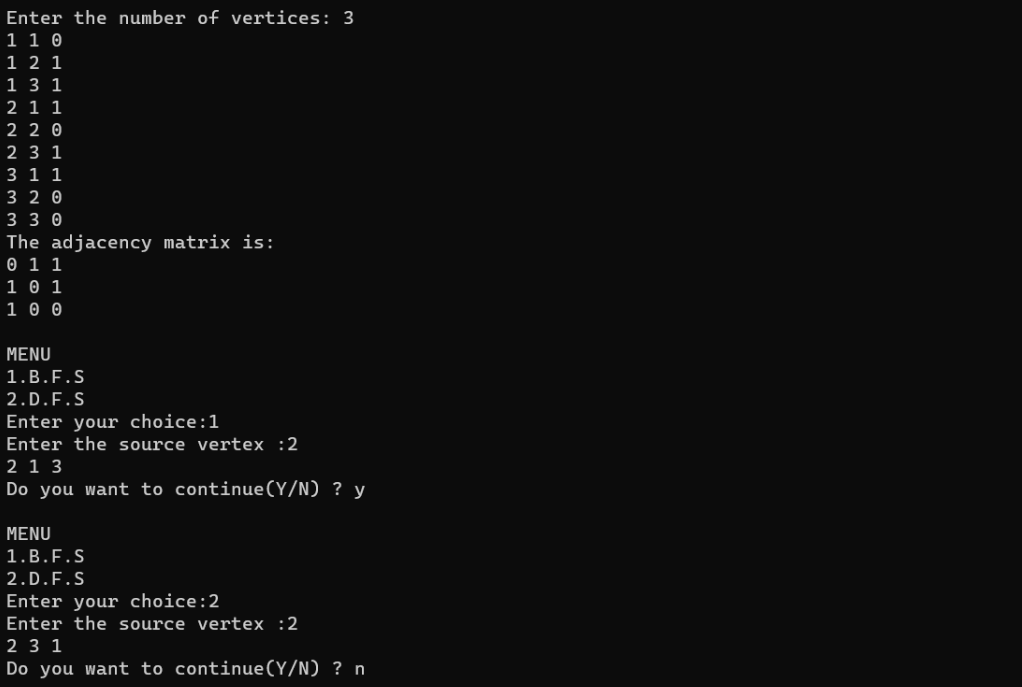 Enter the number of vertices: 3
1 1 0
1 2 1
1 3 1
2 1 1
2 2 0
2 3 1
3 1 1
3 2 0
3 3 0
The adjacency matrix is:
0 1 1
1 0 1
1 0 0
MENU
1.B.F.S
2.D.F.S
Enter your choice:1
Enter the source vertex :2
2 1 3
Do you want to continue(Y/N) ? y
MENU
1.B.F.S
2.D.F.S
Enter your choice:2
Enter the source vertex :2
2 3 1
Do you want to continue(Y/N) ? n